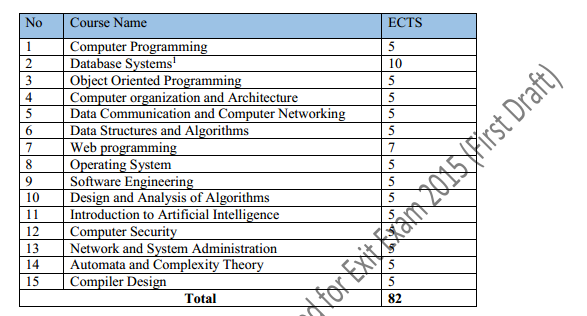 No Course Name ECTS
1 Computer Programming 5
2 Database Systems1 10
3 Object Oriented Programming 5
4 Computer organization and Architecture 5
5 Data Communication and Computer Networking 5
6 Data Structures and Algorithms 5
7 Web programming 7
8 Operating System 5
9 Software Engineering 5
10 Design and Analysis of Algorithms 5
11 Introduction to Artificial Intelligence 5
12 Computer Security 5
13 Network and System Administration 5
14 Automata and Complexity Theory 5
15 Compiler Design 5
Total 82
for Exit Exam 2015 (First Draft)